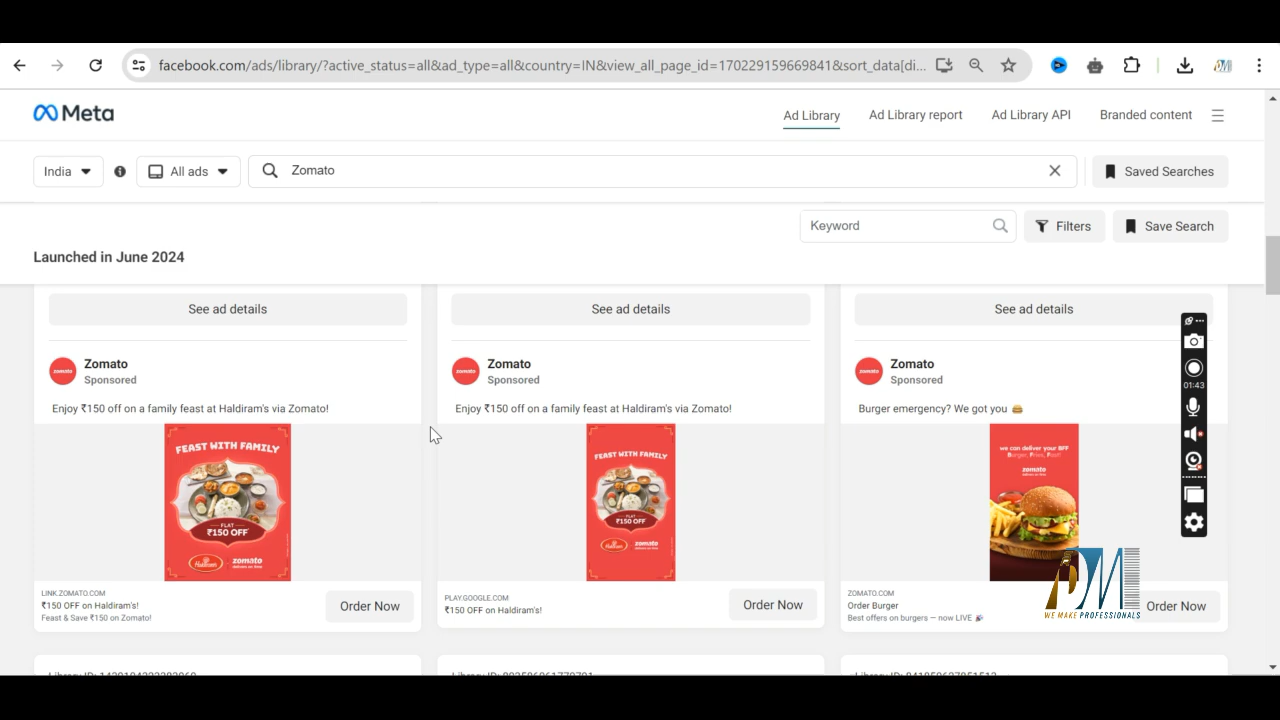 facebook.com/ads/library/?active_status=all&ad_type=all&country=IN&view_all_page_id=170229159669841&sort_data[di...
Meta
Ad Library
Ad Library report
Ad Library API
Branded content
India
All ads
Zomato
Saved Searches
Keyword
Filters
Save Search
Launched in June 2024
See ad details
See ad details
See ad details
Zomato
Sponsored
Enjoy ₹150 off on a family feast at Haldiram's via Zomato!
FEAST WITH FAMILY
FLAT
₹150 OFF
Haldiram's
zomato
LINK.ZOMATO.COM
₹150 OFF on Haldiram's!
Feast & Save ₹150 on Zomato!
Order Now
Zomato
Sponsored
Enjoy ₹150 off on a family feast at Haldiram's via Zomato!
FEAST WITH FAMILY
FLAT
₹150 OFF
Haldiram's
zomato
PLAY.GOOGLE.COM
₹150 OFF on Haldiram's!
Order Now
Zomato
Sponsored
Burger emergency? We got you 🍔
we can deliver your BFF
Burger, Fries, Fast!
zomato
ZOMATO.COM
Order Burger
Best offers on burgers — now LIVE 🎉
Order Now
01:43
WE MAKE PROFESSIONALS